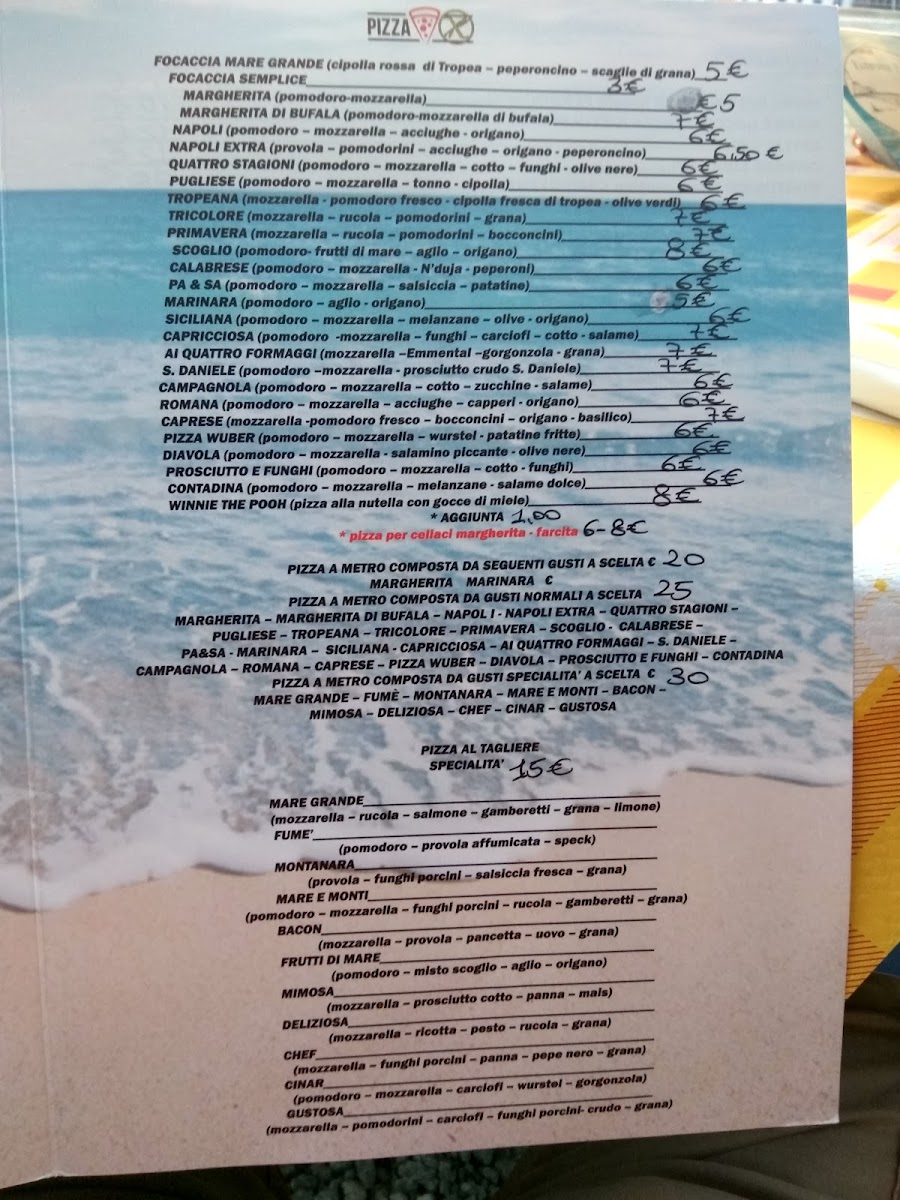 PIZZA
FOCACCIA MARE GRANDE (cipolla rossa di Tropea – peperoncino – scaglie di grana) 5 €
FOCACCIA SEMPLICE 3€
MARGHERITA (pomodoro-mozzarella) € 5
MARGHERITA DI BUFALA (pomodoro-mozzarella di bufala) 7€
NAPOLI (pomodoro – mozzarella – acciughe - origano) 6€
NAPOLI EXTRA (provola – pomodorini – acciughe – origano - peperoncino) 6,50 €
QUATTRO STAGIONI (pomodoro – mozzarella – cotto – funghi - olive nere) 6€
PUGLIESE (pomodoro – mozzarella – tonno - cipolla) 6€
TROPEANA (mozzarella - pomodoro fresco - cipolla fresca di tropea - olive verdi) 6€
TRICOLORE (mozzarella – rucola – pomodorini – grana) 7€
PRIMAVERA (mozzarella – rucola – pomodorini – bocconcini) 7€
SCOGLIO (pomodoro- frutti di mare – aglio – origano) 8€
CALABRESE (pomodoro – mozzarella - N'duja - peperoni) 6€
PA & SA (pomodoro – mozzarella – salsiccia – patatine) 6€
MARINARA (pomodoro – aglio - origano) 5€
SICILIANA (pomodoro – mozzarella – melanzane – olive - origano) 6€
CAPRICCIOSA (pomodoro -mozzarella – funghi – carciofi – cotto - salame) 7€
AI QUATTRO FORMAGGI (mozzarella –Emmental –gorgonzola - grana) 7€
S. DANIELE (pomodoro –mozzarella - prosciutto crudo S. Daniele) 7€
CAMPAGNOLA (pomodoro – mozzarella – cotto – zucchine - salame) 6€
ROMANA (pomodoro – mozzarella – acciughe – capperi - origano) 6€
CAPRESE (mozzarella -pomodoro fresco – bocconcini – origano - basilico) 7€
PIZZA WUBER (pomodoro – mozzarella – wurstel - patatine fritte) 6€
DIAVOLA (pomodoro – mozzarella - salamino piccante - olive nere) 6€
PROSCIUTTO E FUNGHI (pomodoro – mozzarella – cotto - funghi) 6€
CONTADINA (pomodoro – mozzarella – melanzane - salame dolce) 6€
WINNIE THE POOH (pizza alla nutella con gocce di miele) 8€
* AGGIUNTA 1,00
* pizza per celiaci margherita - farcita 6-8€
PIZZA A METRO COMPOSTA DA SEGUENTI GUSTI A SCELTA € 20
MARGHERITA MARINARA €
PIZZA A METRO COMPOSTA DA GUSTI NORMALI A SCELTA 25
MARGHERITA – MARGHERITA DI BUFALA – NAPOL I - NAPOLI EXTRA – QUATTRO STAGIONI –
PUGLIESE – TROPEANA – TRICOLORE – PRIMAVERA – SCOGLIO - CALABRESE –
PA&SA - MARINARA – SICILIANA - CAPRICCIOSA – AI QUATTRO FORMAGGI – S. DANIELE –
CAMPAGNOLA – ROMANA – CAPRESE – PIZZA WUBER – DIAVOLA – PROSCIUTTO E FUNGHI – CONTADINA
PIZZA A METRO COMPOSTA DA GUSTI SPECIALITA' A SCELTA € 30
MARE GRANDE – FUMÈ – MONTANARA – MARE E MONTI – BACON –
MIMOSA – DELIZIOSA – CHEF – CINAR – GUSTOSA
PIZZA AL TAGLIERE
SPECIALITA' 15€
MARE GRANDE
(mozzarella – rucola – salmone – gamberetti – grana – limone)
FUME'
(pomodoro – provola affumicata – speck)
MONTANARA
(provola – funghi porcini – salsiccia fresca – grana)
MARE E MONTI
(pomodoro – mozzarella – funghi porcini – rucola – gamberetti – grana)
BACON
(mozzarella – provola – pancetta – uovo – grana)
FRUTTI DI MARE
(pomodoro – misto scoglio – aglio – origano)
MIMOSA
(mozzarella – prosciutto cotto – panna – mais)
DELIZIOSA
(mozzarella – ricotta – pesto – rucola – grana)
CHEF
(mozzarella – funghi porcini – panna – pepe nero – grana)
CINAR
(pomodoro – mozzarella – carciofi – wurstel – gorgonzola)
GUSTOSA
(mozzarella – pomodorini – carciofi – funghi porcini- crudo – grana)